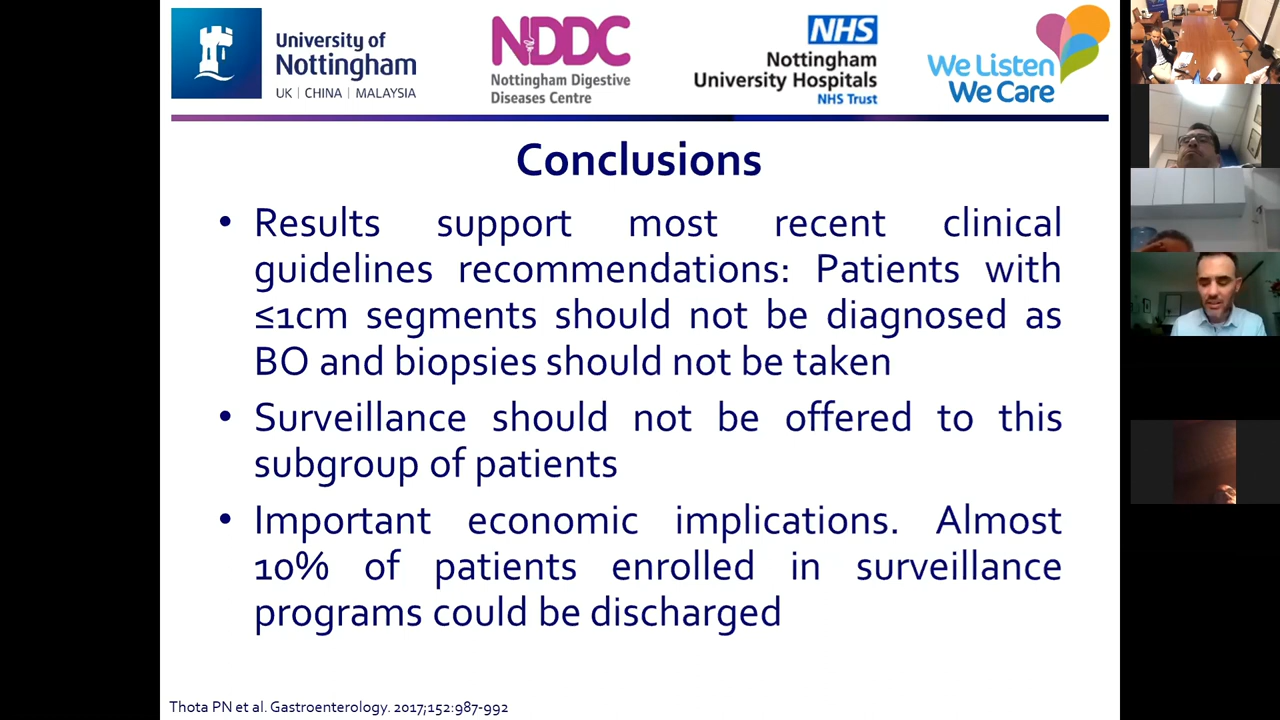 University of
Nottingham
UK | CHINA | MALAYSIA
NDDC
Nottingham Digestive
Diseases Centre
NHS
Nottingham
University Hospitals
NHS Trust
We Listen
We Care
Conclusions
• Results support most recent clinical
guidelines recommendations: Patients with
≤1cm segments should not be diagnosed as
BO and biopsies should not be taken
• Surveillance should not be offered to this
subgroup of patients
• Important economic implications. Almost
10% of patients enrolled in surveillance
programs could be discharged
Thota PN et al. Gastroenterology. 2017;152:987-992